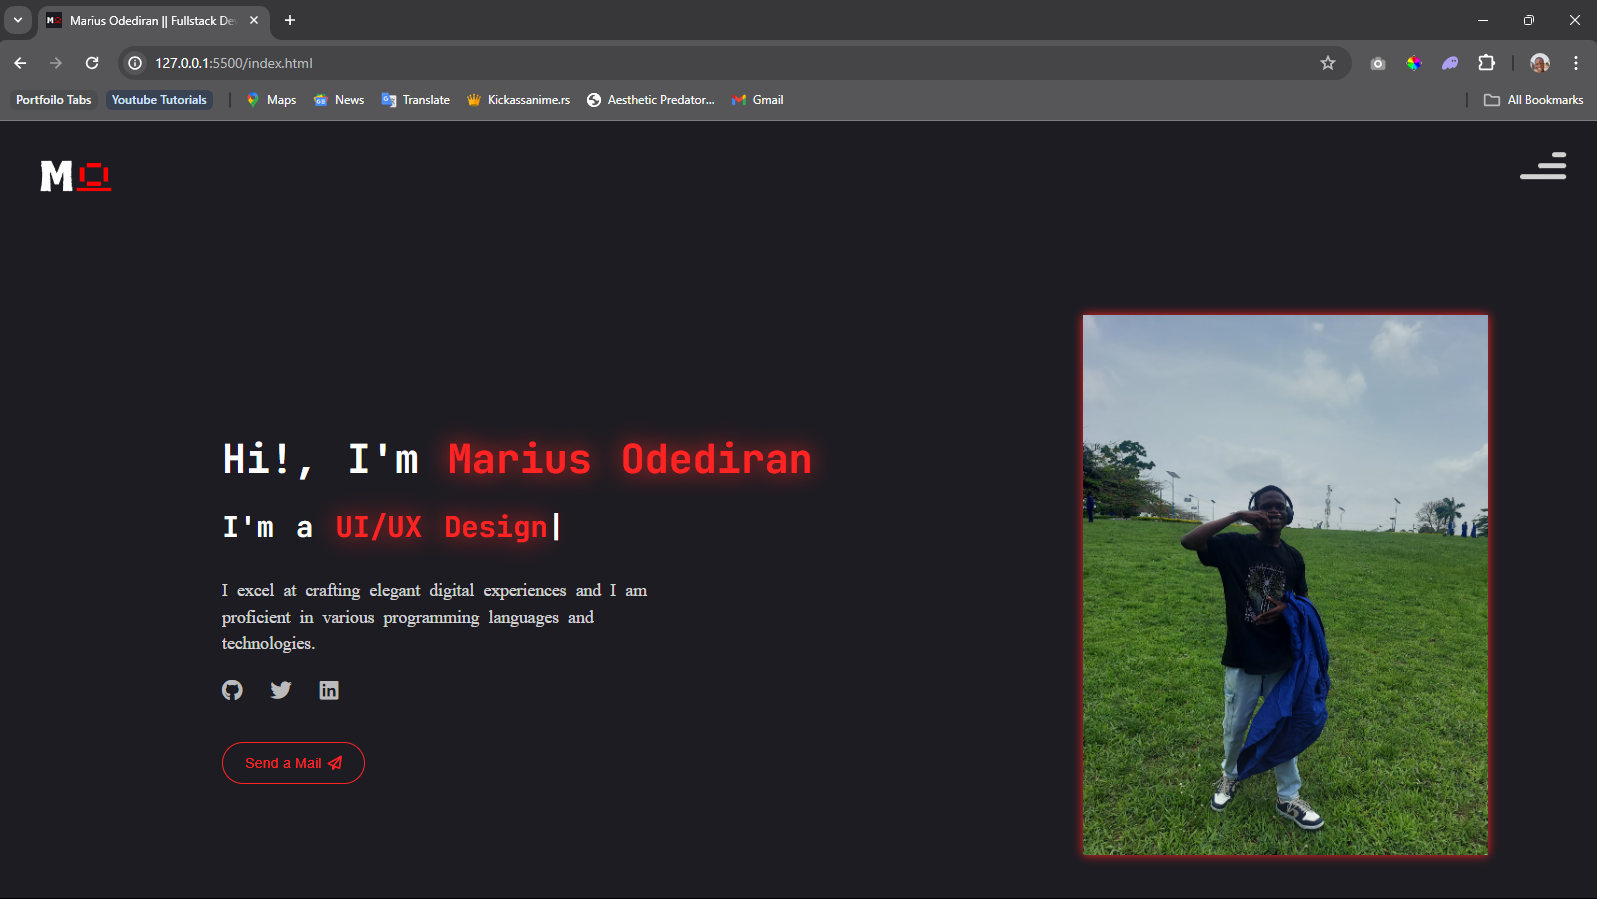 Marius Odediran || Fullstack De
127.0.0.1:5500/index.html
Portfoilo Tabs
Youtube Tutorials
Maps
News
Translate
Kickassanime.rs
Aesthetic Predator...
Gmail
All Bookmarks
MO
Hi!, I'm Marius Odediran
I'm a UI/UX Design|
I excel at crafting elegant digital experiences and I am
proficient in various programming languages and
technologies.
Send a Mail